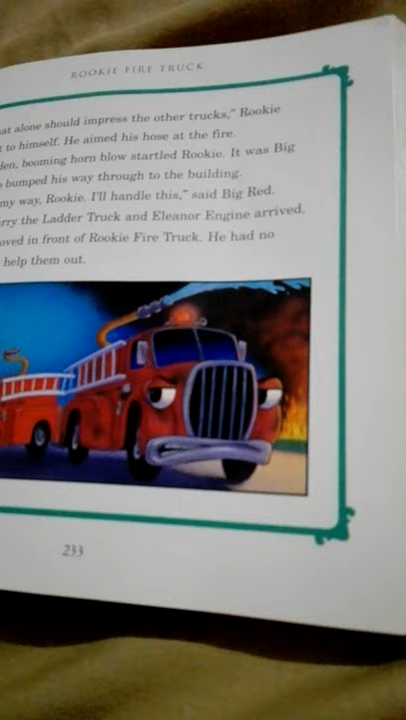 ROOKIE FIRE TRUCK
at alone should impress the other trucks," Rookie
to himself. He aimed his hose at the fire.
den, booming horn blow startled Rookie. It was Big
bumped his way through to the building.
my way, Rookie. I'll handle this," said Big Red.
rry the Ladder Truck and Eleanor Engine arrived.
oved in front of Rookie Fire Truck. He had no
help them out.
233